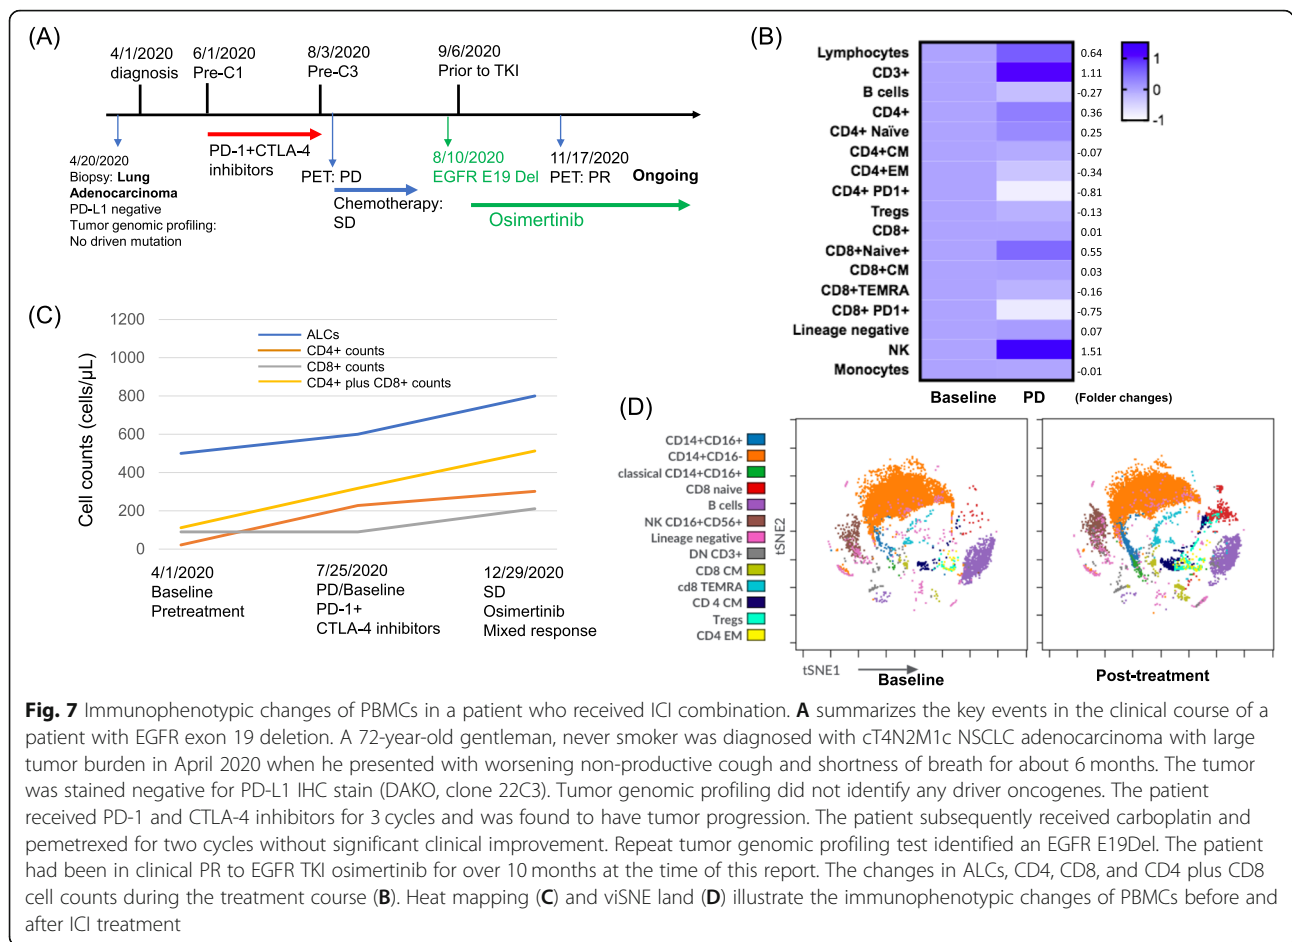 (A)
4/1/2020
diagnosis
6/1/2020
Pre-C1
8/3/2020
Pre-C3
9/6/2020
Prior to TKI
4/20/2020
Biopsy: Lung
Adenocarcinoma
PD-L1 negative
Tumor genomic profiling:
No driven mutation
PD-1+CTLA-4
inhibitors
PET: PD
Chemotherapy:
SD
8/10/2020
EGFR E19 Del
11/17/2020
PET: PR
Ongoing
Osimertinib
(B)
Lymphocytes 0.64
CD3+ 1.11
B cells -0.27
CD4+ 0.36
CD4+ Naïve 0.25
CD4+CM -0.07
CD4+EM -0.34
CD4+ PD1+ -0.81
Tregs -0.13
CD8+ 0.01
CD8+Naive+ 0.55
CD8+CM 0.03
CD8+TEMRA -0.16
CD8+ PD1+ -0.75
Lineage negative 0.07
NK 1.51
Monocytes -0.01
Baseline PD (Folder changes)
1
0
-1
(C)
Cell counts (cells/µL)
1200
1000
800
600
400
200
0
ALCs
CD4+ counts
CD8+ counts
CD4+ plus CD8+ counts
4/1/2020
Baseline
Pretreatment
7/25/2020
PD/Baseline
PD-1+
CTLA-4 inhibitors
12/29/2020
SD
Osimertinib
Mixed response
(D)
CD14+CD16+
CD14+CD16-
classical CD14+CD16+
CD8 naive
B cells
NK CD16+CD56+
Lineage negative
DN CD3+
CD8 CM
cd8 TEMRA
CD 4 CM
Tregs
CD4 EM
tSNE2
tSNE1
Baseline
Post-treatment
Fig. 7 Immunophenotypic changes of PBMCs in a patient who received ICI combination. A summarizes the key events in the clinical course of a
patient with EGFR exon 19 deletion. A 72-year-old gentleman, never smoker was diagnosed with cT4N2M1c NSCLC adenocarcinoma with large
tumor burden in April 2020 when he presented with worsening non-productive cough and shortness of breath for about 6 months. The tumor
was stained negative for PD-L1 IHC stain (DAKO, clone 22C3). Tumor genomic profiling did not identify any driver oncogenes. The patient
received PD-1 and CTLA-4 inhibitors for 3 cycles and was found to have tumor progression. The patient subsequently received carboplatin and
pemetrexed for two cycles without significant clinical improvement. Repeat tumor genomic profiling test identified an EGFR E19Del. The patient
had been in clinical PR to EGFR TKI osimertinib for over 10 months at the time of this report. The changes in ALCs, CD4, CD8, and CD4 plus CD8
cell counts during the treatment course (B). Heat mapping (C) and viSNE land (D) illustrate the immunophenotypic changes of PBMCs before and
after ICI treatment